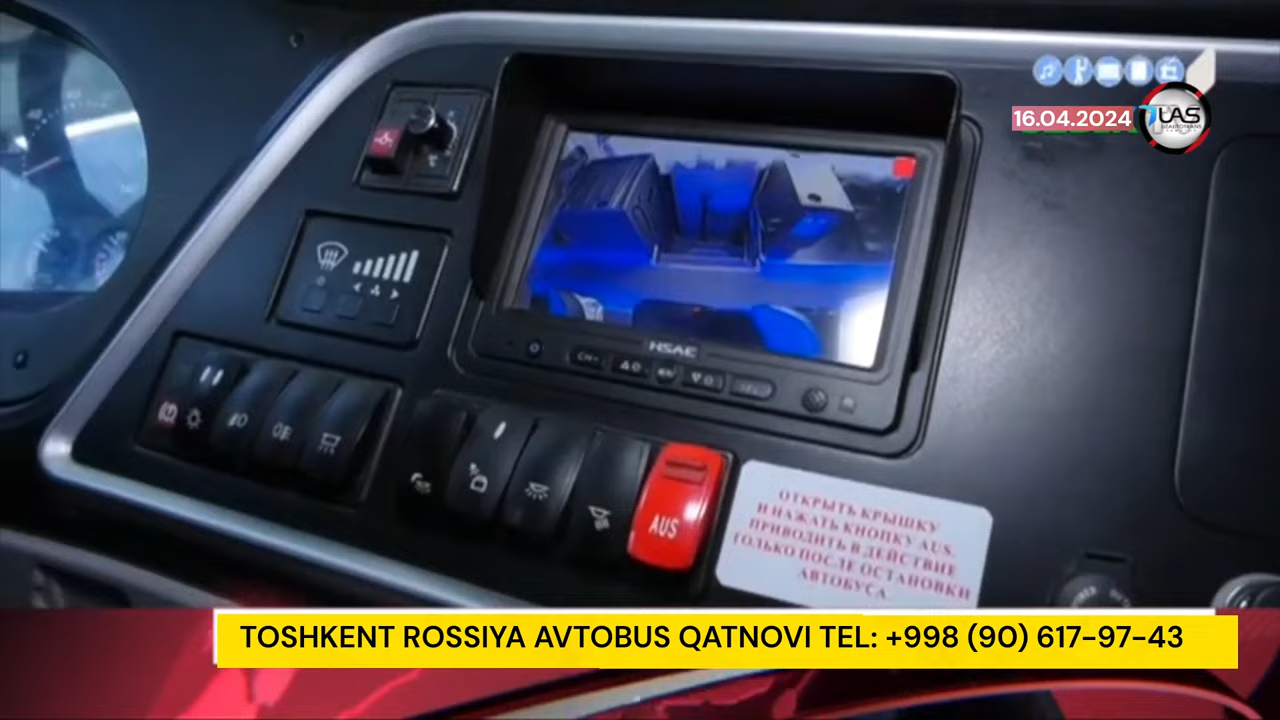 16.04.2024
UAS
HSAE
AUS
ОТКРЫТЬ КРЫШКУ
И НАЖАТЬ КНОПКУ AUS.
ПРИВОДИТЬ В ДЕЙСТВИЕ
ТОЛЬКО ПОСЛЕ ОСТАНОВКИ
АВТОБУСА
TOSHKENT ROSSIYA AVTOBUS QATNOVI TEL: +998 (90) 617-97-43